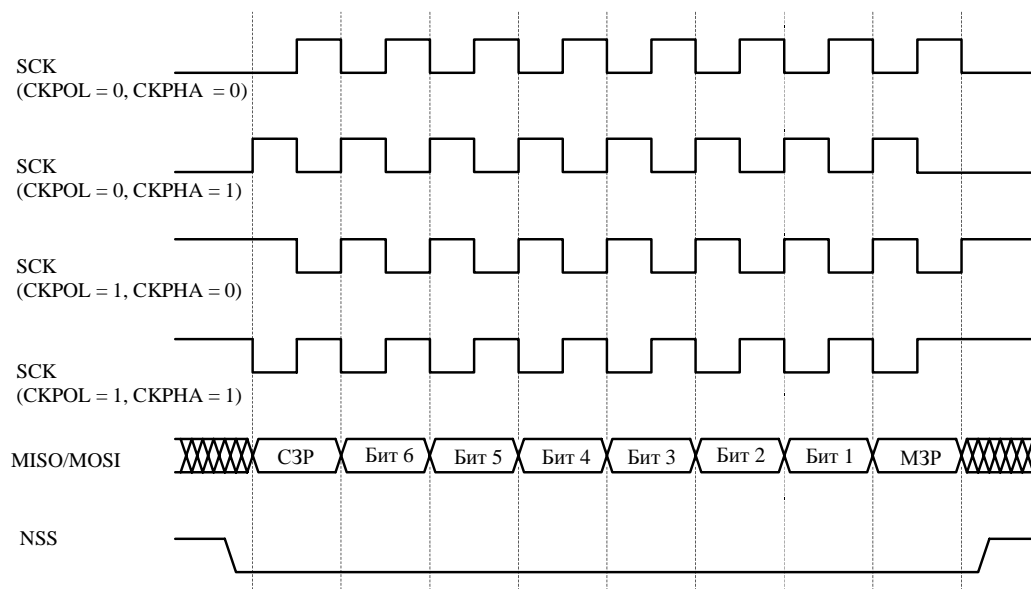 SCK
(CKPOL = 0, CKPHA = 0)
SCK
(CKPOL = 0, CKPHA = 1)
SCK
(CKPOL = 1, CKPHA = 0)
SCK
(CKPOL = 1, CKPHA = 1)
MISO/MOSI СЗР Бит 6 Бит 5 Бит 4 Бит 3 Бит 2 Бит 1 МЗР
NSS